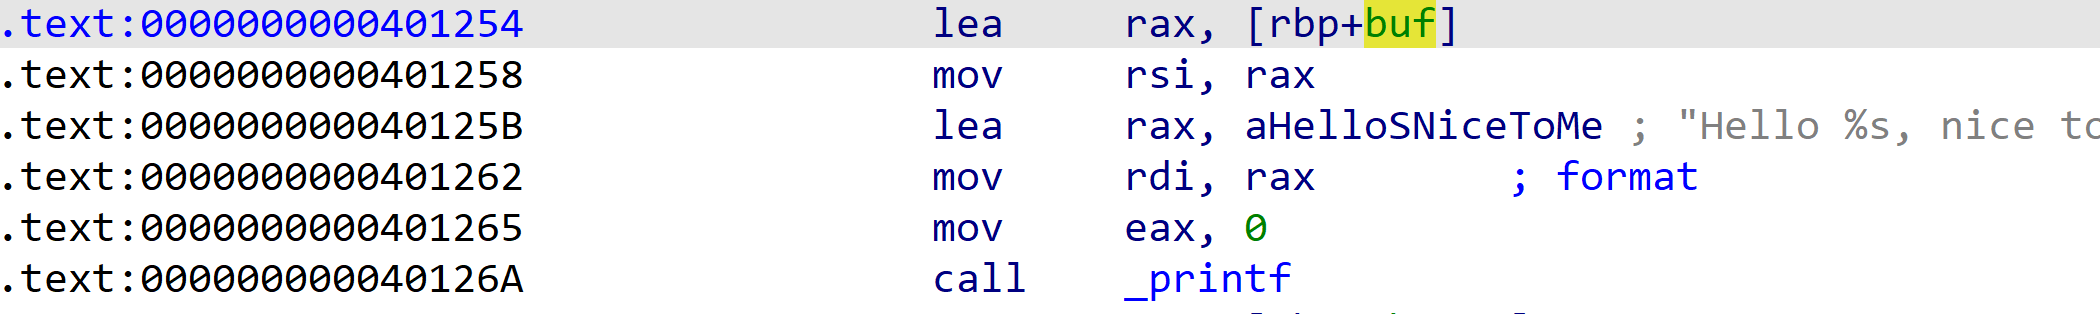 .text:0000000000401254 lea rax, [rbp+buf]
.text:0000000000401258 mov rsi, rax
.text:000000000040125B lea rax, aHelloSNiceToMe ; "Hello %s, nice to
.text:0000000000401262 mov rdi, rax ; format
.text:0000000000401265 mov eax, 0
.text:000000000040126A call _printf